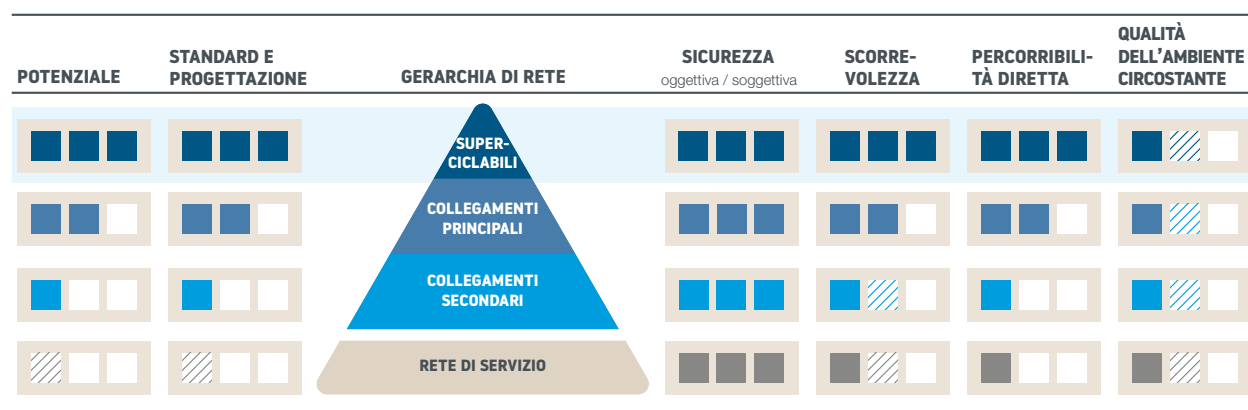 POTENZIALE
STANDARD E
PROGETTAZIONE
GERARCHIA DI RETE
SICUREZZA
oggettiva / soggettiva
SCORRE-
VOLEZZA
PERCORRIBILI-
TÀ DIRETTA
QUALITÀ
DELL'AMBIENTE
CIRCOSTANTE
SUPER-
CICLABILI
COLLEGAMENTI
PRINCIPALI
COLLEGAMENTI
SECONDARI
RETE DI SERVIZIO